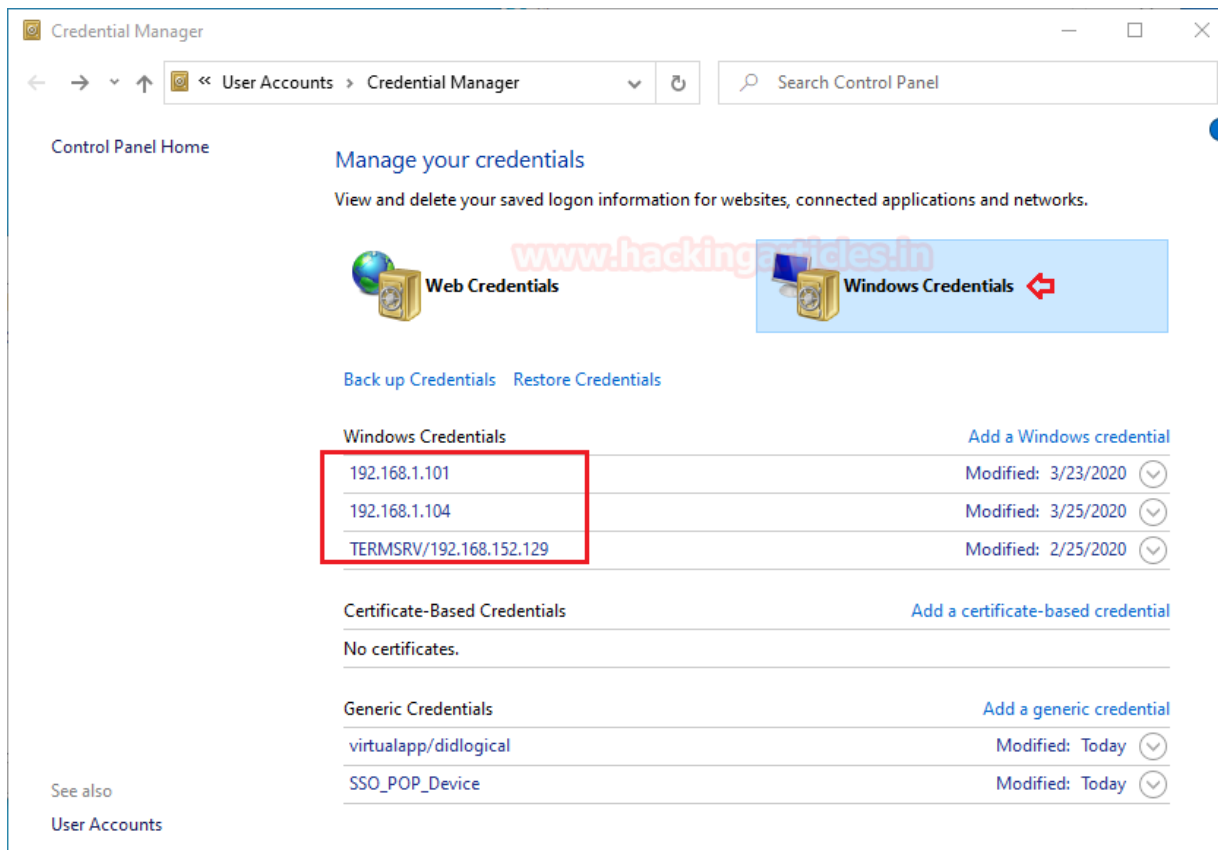 Credential Manager
« User Accounts › Credential Manager
Search Control Panel
Control Panel Home
Manage your credentials
View and delete your saved logon information for websites, connected applications and networks.
www.hackingarticles.in
Web Credentials
Windows Credentials
Back up Credentials Restore Credentials
Windows Credentials Add a Windows credential
192.168.1.101 Modified: 3/23/2020
192.168.1.104 Modified: 3/25/2020
TERMSRV/192.168.152.129 Modified: 2/25/2020
Certificate-Based Credentials Add a certificate-based credential
No certificates.
Generic Credentials Add a generic credential
virtualapp/didlogical Modified: Today
SSO_POP_Device Modified: Today
See also
User Accounts